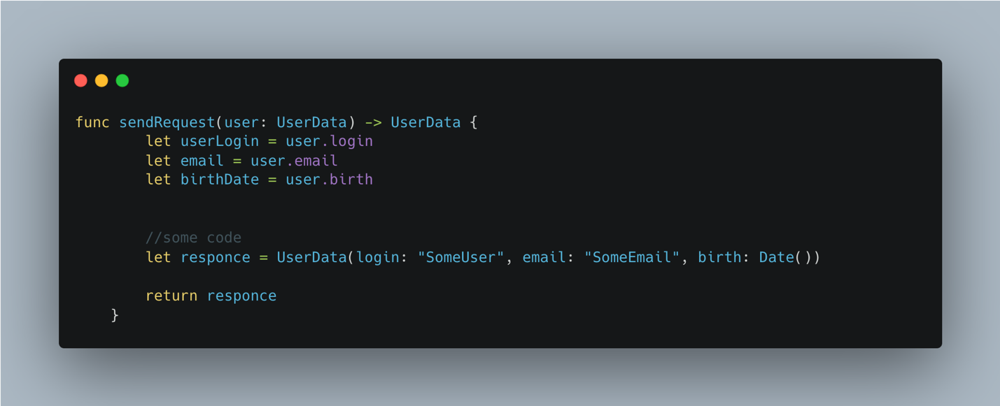 func sendRequest(user: UserData) -> UserData {
        let userLogin = user.login
        let email = user.email
        let birthDate = user.birth
        //some code
        let responce = UserData(login: "SomeUser", email: "SomeEmail", birth: Date())
        return responce
    }